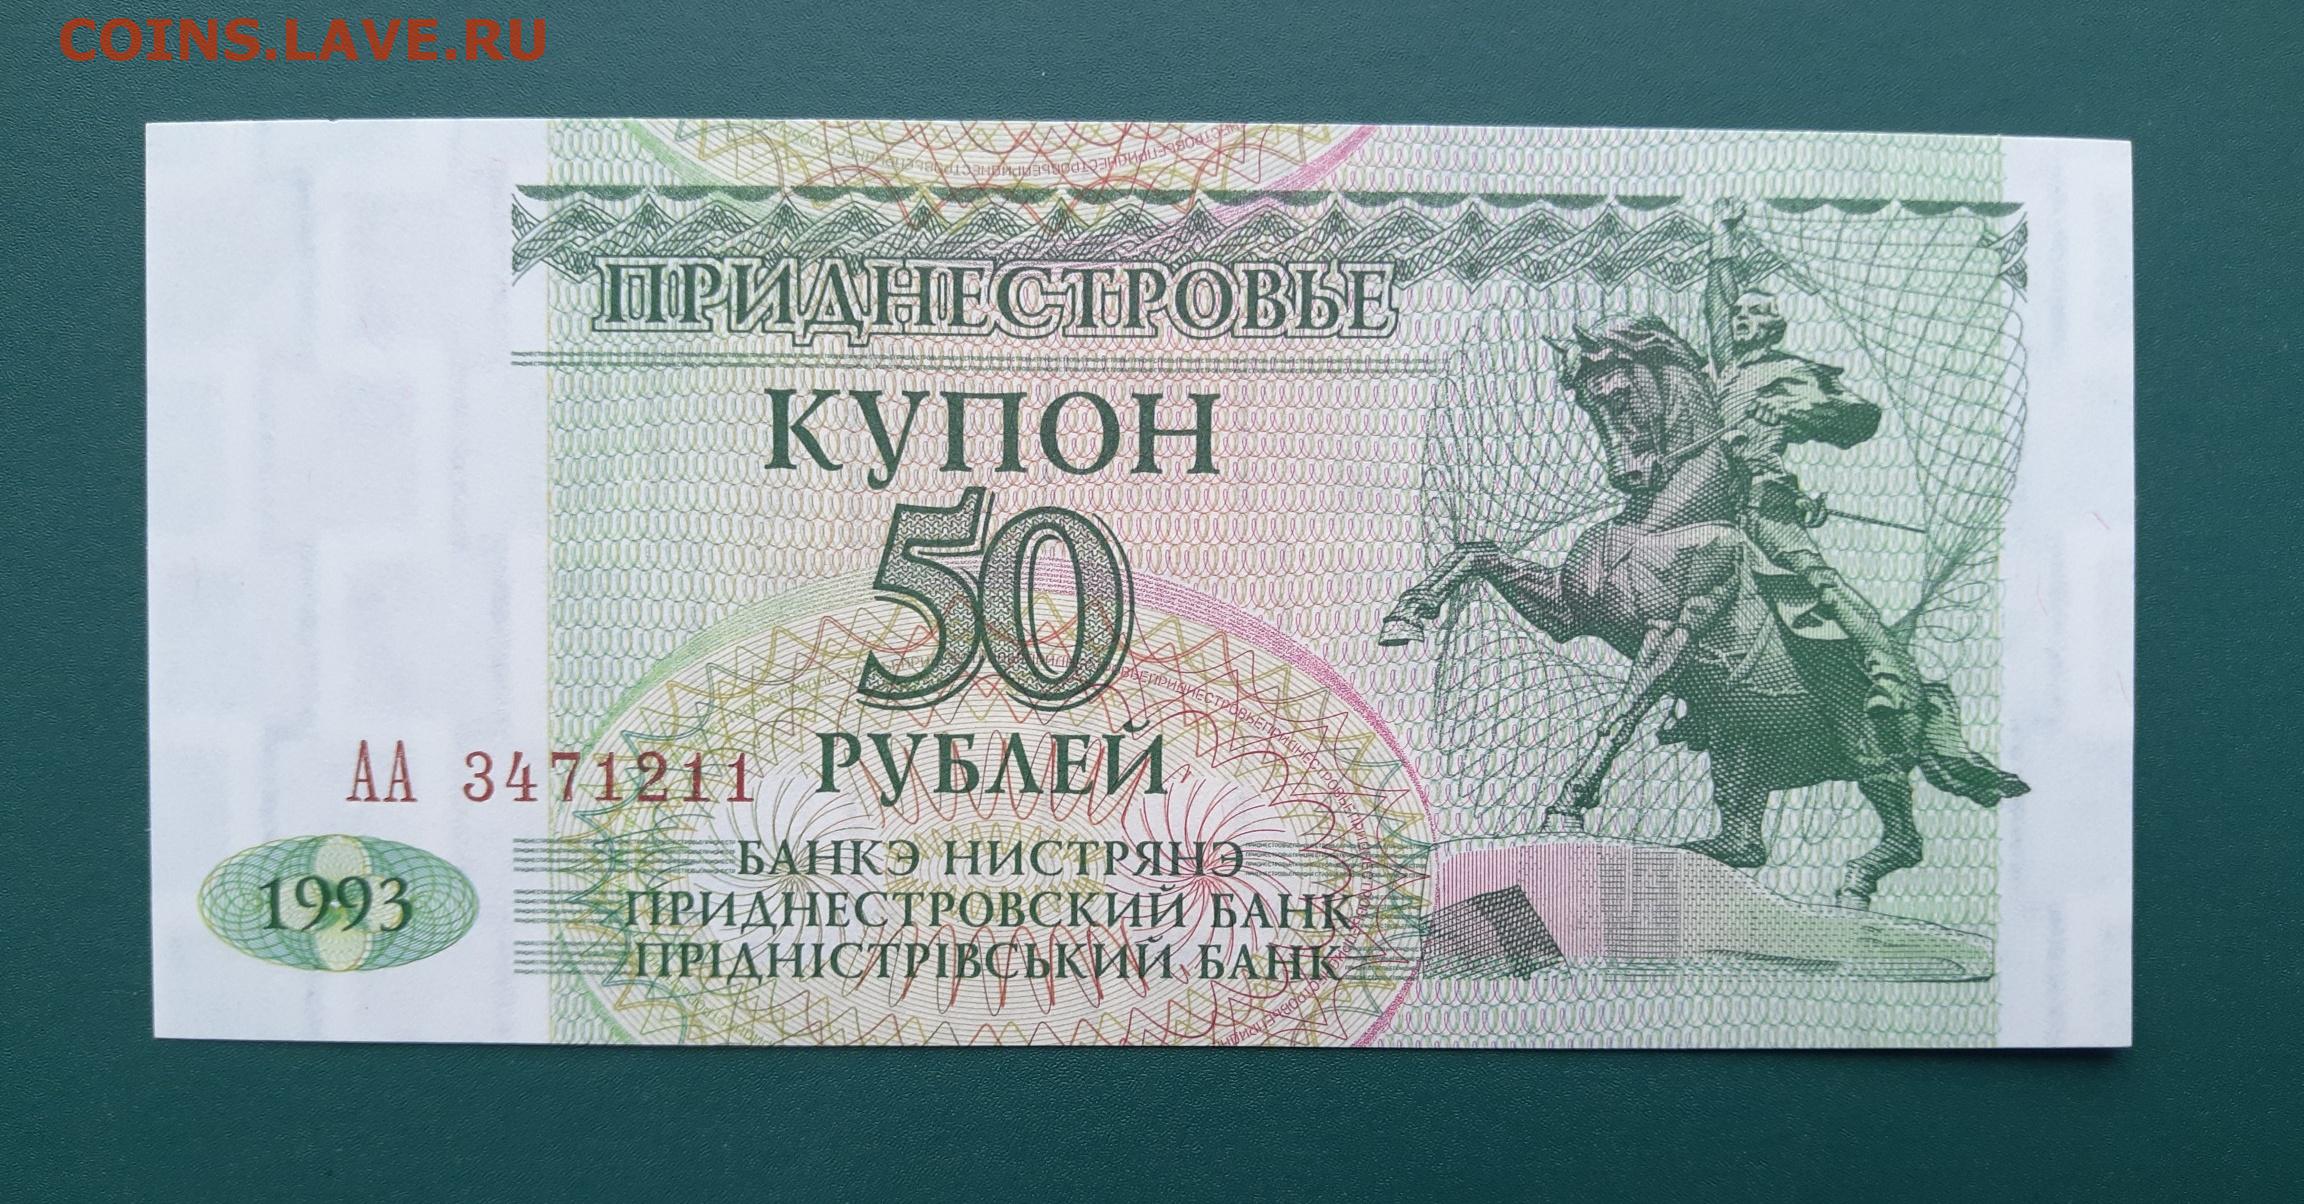 COINS.LAVE.RU
ПРИДНЕСТРОВЬЕ
КУПОН
50
РУБЛЕЙ
АА 3471211
БАНКЭ НИСТРЯНЭ
1993
ПРИДНЕСТРОВСКИЙ БАНК
ПРІДНІСТРІВСЬКИЙ БАНК